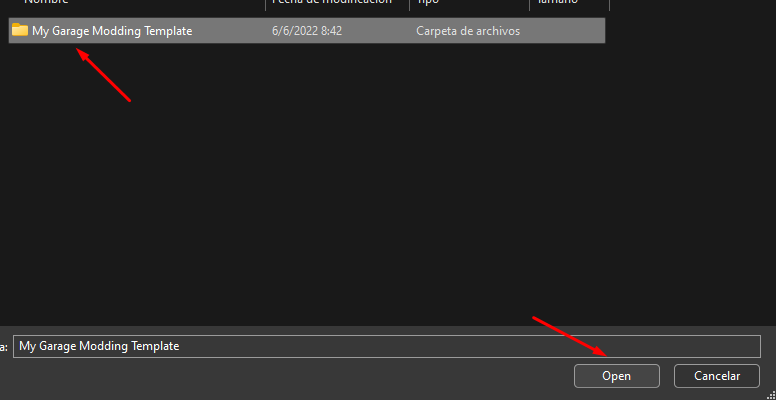 Nombre Fecha de modificación Tipo Tamaño
My Garage Modding Template 6/6/2022 8:42 Carpeta de archivos
a: My Garage Modding Template
Open Cancelar